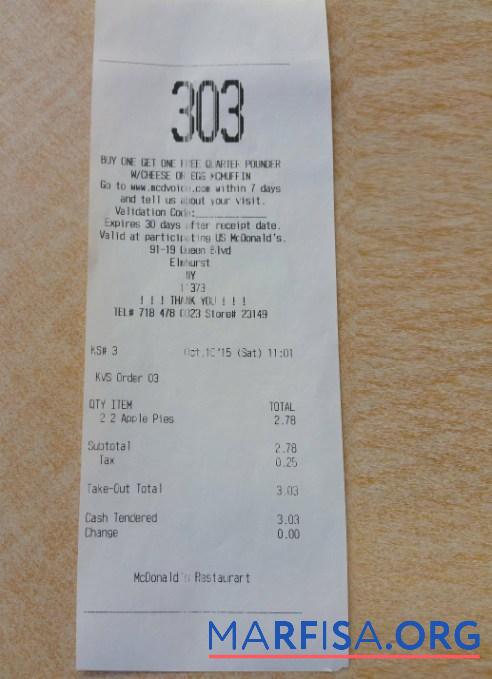 303
BUY ONE GET ONE FREE QUARTER POUNDER
W/CHEESE OR EGG MCMUFFIN
Go to www.mcdvoice.com within 7 days
and tell us about your visit.
Validation Code:____________
Expires 30 days after receipt date.
Valid at participating US McDonald's.
91-19 Queen Blvd
Elmhurst
NY
11373
! ! ! THANK YOU ! ! !
TEL# 718 478 0023 Store# 23149
KS# 3 Oct.10'15 (Sat) 11:01
KVS Order 03
QTY ITEM TOTAL
2 2 Apple Pies 2.78
Subtotal 2.78
Tax 0.25
Take-Out Total 3.03
Cash Tendered 3.03
Change 0.00
McDonald's Restaurart
MARFISA.ORG